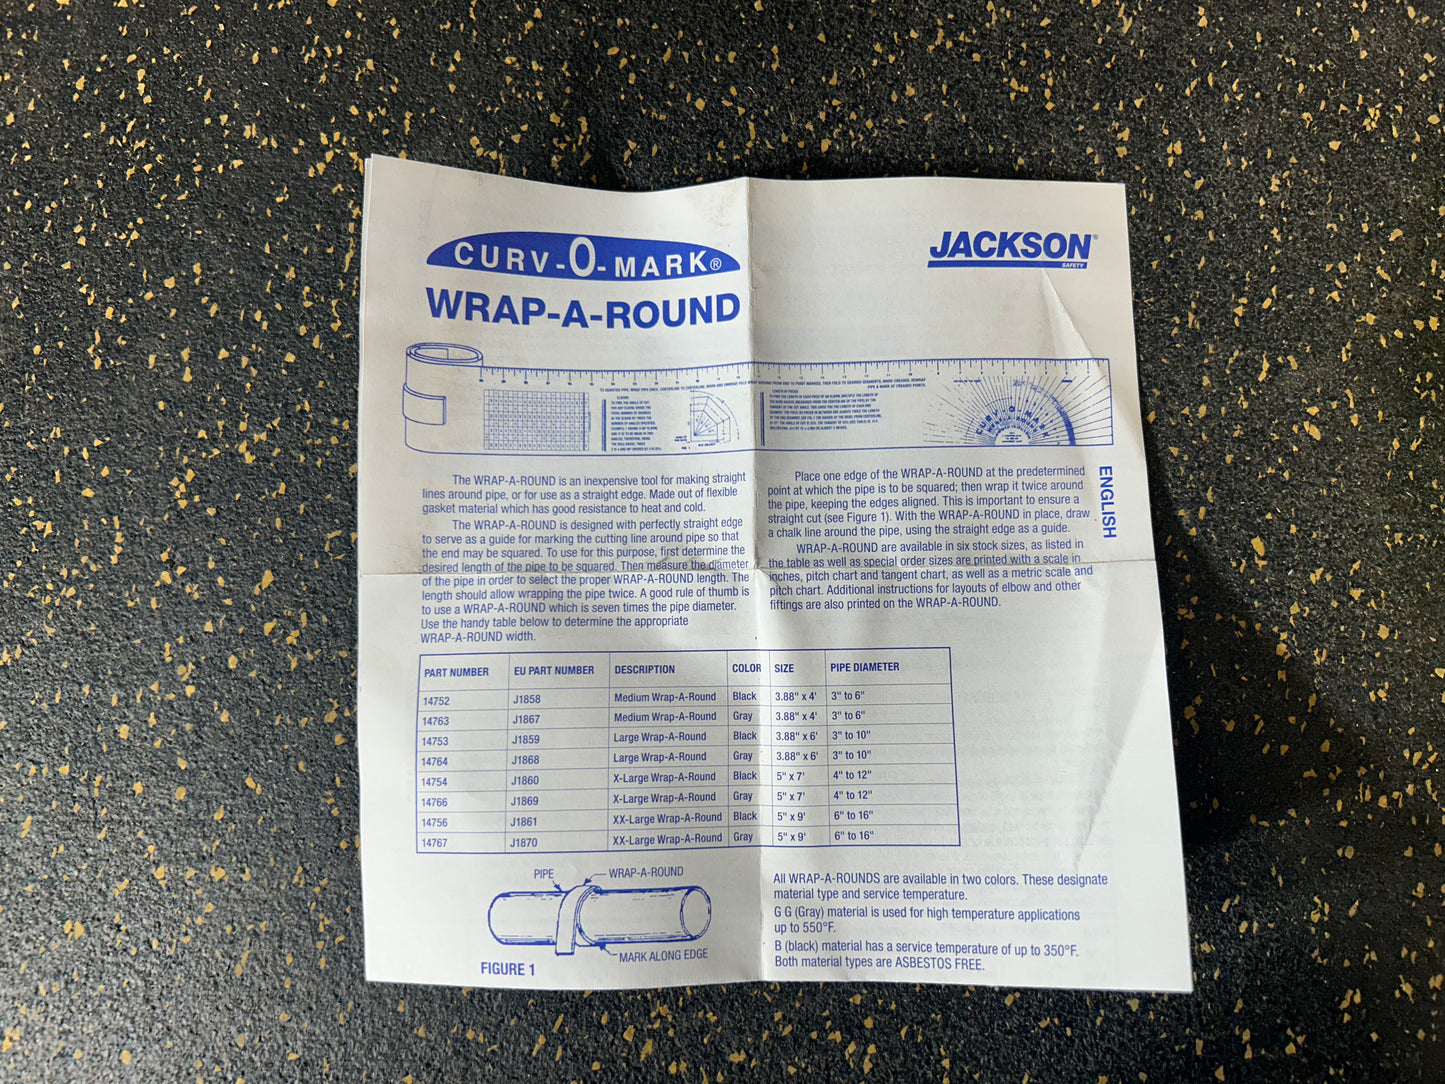 CURV-O-MARK®
WRAP-A-ROUND
JACKSON®
SAFETY
ENGLISH
The WRAP-A-ROUND is an inexpensive tool for making straight
lines around pipe, or for use as a straight edge. Made out of flexible
gasket material which has good resistance to heat and cold.
The WRAP-A-ROUND is designed with perfectly straight edge
to serve as a guide for marking the cutting line around pipe so that
the end may be squared. To use for this purpose, first determine the
desired length of the pipe to be squared. Then measure the diameter
of the pipe in order to select the proper WRAP-A-ROUND length. The
length should allow wrapping the pipe twice. A good rule of thumb is
to use a WRAP-A-ROUND which is seven times the pipe diameter.
Use the handy table below to determine the appropriate
WRAP-A-ROUND width.
Place one edge of the WRAP-A-ROUND at the predetermined
point at which the pipe is to be squared; then wrap it twice around
the pipe, keeping the edges aligned. This is important to ensure a
straight cut (see Figure 1). With the WRAP-A-ROUND in place, draw
a chalk line around the pipe, using the straight edge as a guide.
WRAP-A-ROUND are available in six stock sizes, as listed in
the table as well as special order sizes are printed with a scale in
inches, pitch chart and tangent chart, as well as a metric scale and
pitch chart. Additional instructions for layouts of elbow and other
fiftings are also printed on the WRAP-A-ROUND.
PART NUMBER EU PART NUMBER DESCRIPTION COLOR SIZE PIPE DIAMETER
14752 J1858 Medium Wrap-A-Round Black 3.88" x 4' 3" to 6"
14763 J1867 Medium Wrap-A-Round Gray 3.88" x 4' 3" to 6"
14753 J1859 Large Wrap-A-Round Black 3.88" x 6' 3" to 10"
14764 J1868 Large Wrap-A-Round Gray 3.88" x 6' 3" to 10"
14754 J1860 X-Large Wrap-A-Round Black 5" x 7' 4" to 12"
14766 J1869 X-Large Wrap-A-Round Gray 5" x 7' 4" to 12"
14756 J1861 XX-Large Wrap-A-Round Black 5" x 9' 6" to 16"
14767 J1870 XX-Large Wrap-A-Round Gray 5" x 9' 6" to 16"
PIPE
WRAP-A-ROUND
MARK ALONG EDGE
FIGURE 1
All WRAP-A-ROUNDS are available in two colors. These designate
material type and service temperature.
G G (Gray) material is used for high temperature applications
up to 550°F.
B (black) material has a service temperature of up to 350°F.
Both material types are ASBESTOS FREE.